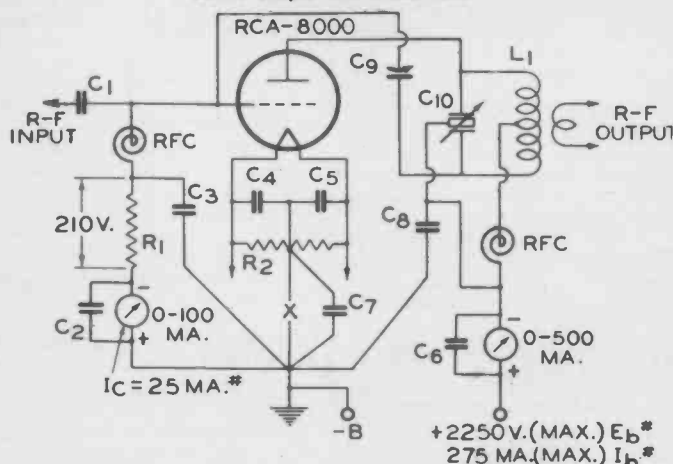 RCA-8000
C1
R-F
INPUT
RFC
C9
C10
L1
R-F
OUTPUT
C4
C5
C3
210V.
R1
R2
C8
RFC
C2
-
0-100
MA.
+
X
C7
IC = 25 MA.#
C6
-
0-500
MA.
+
-B
+2250 V.(MAX.) Eb*
275 MA.(MAX.) Ib*